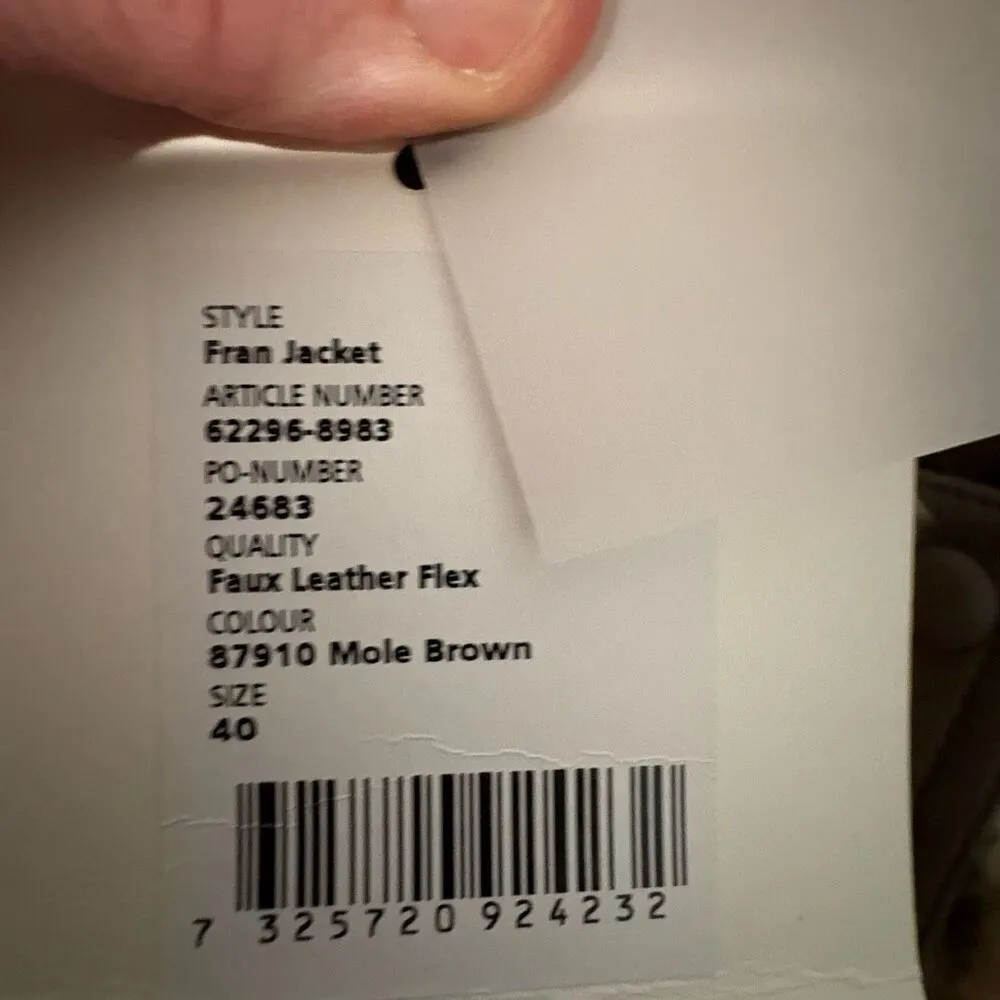 STYLE
Fran Jacket
ARTICLE NUMBER
62296-8983
PO-NUMBER
24683
QUALITY
Faux Leather Flex
COLOUR
87910 Mole Brown
SIZE
40
7 325720 924232